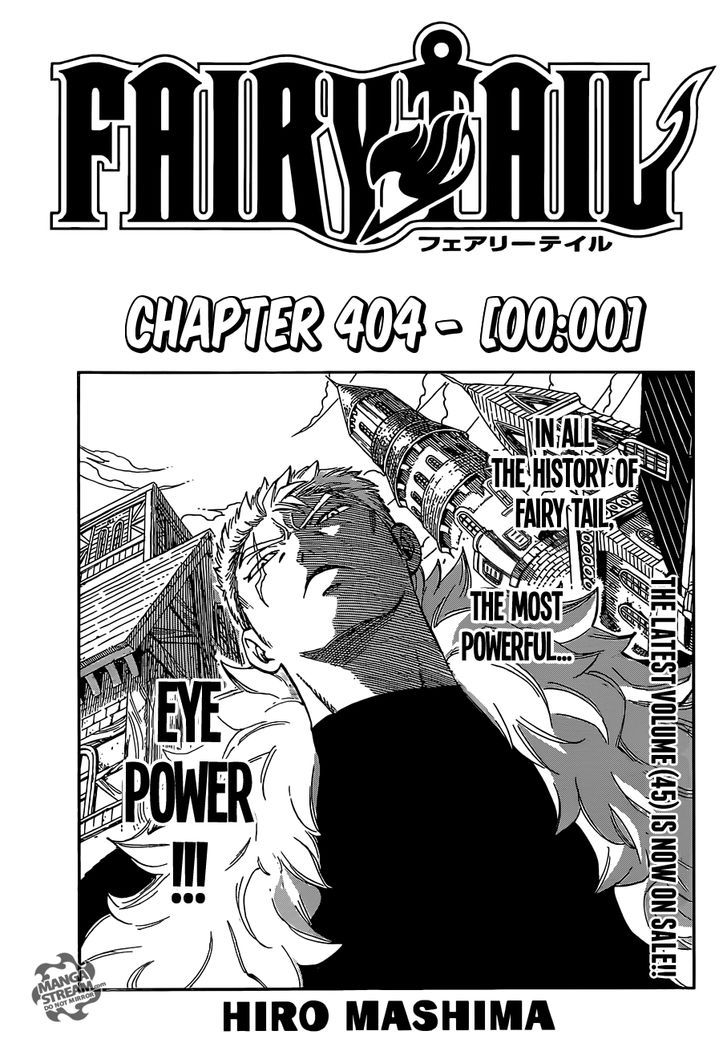 FAIRY TAIL
フェアリーテイル
CHAPTER 404 - [00:00]
IN ALL
THE HISTORY OF
FAIRY TAIL,
THE MOST
POWERFUL...
EYE
POWER
!!!
THE LATEST VOLUME (45) IS NOW ON SALE!!
MANGA
STREAM.com
DO NOT MIRROR
HIRO MASHIMA